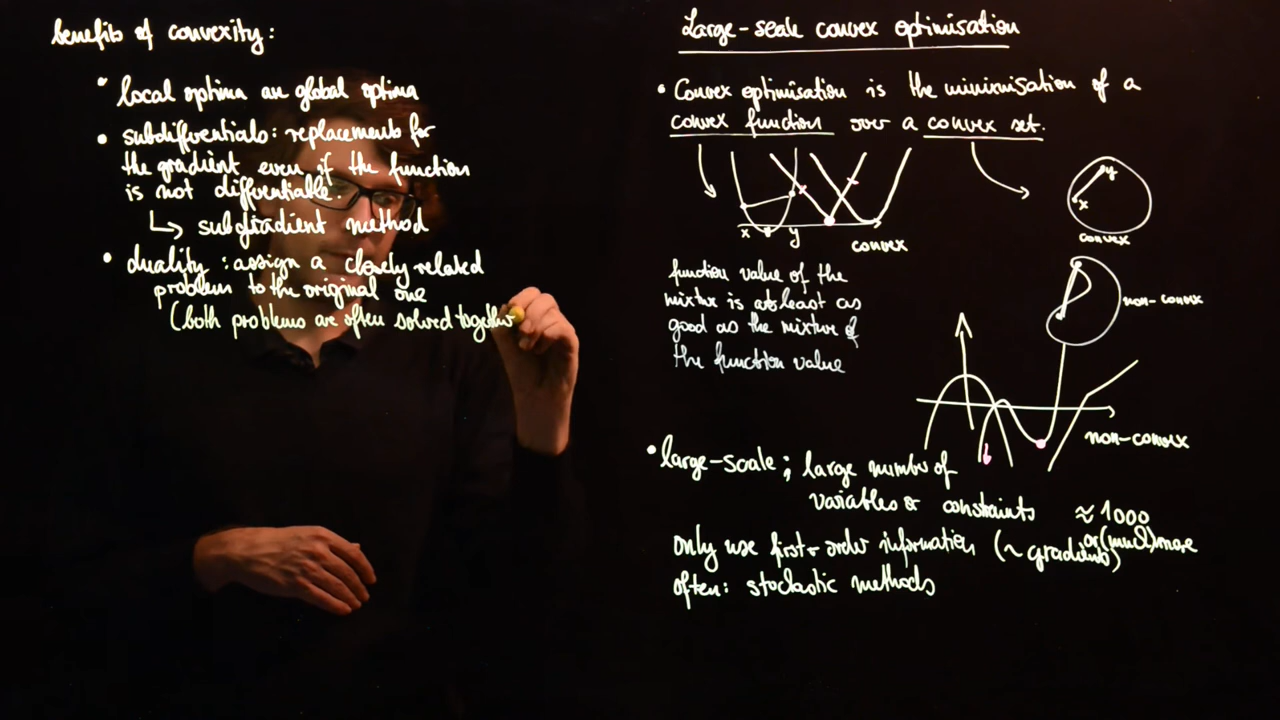 benefits of convexity:
• local optima are global optima
• subdifferentials: replacements for
the gradient even if the function
is not differentiable.
↳ subgradient method
• duality: assign a closely related
problem to the original one
(both problems are often solved together
Large-scale convex optimisation
• Convex optimisation is the minimisation of a
convex function over a convex set.
x y convex
x y
convex
non-convex
function value of the
mixture is at least as
good as the mixture of
the function value
non-convex
• large-scale: large number of
variables or constraints ≈1000
or (much) more
only use first-order information (~gradients)
often: stochastic methods